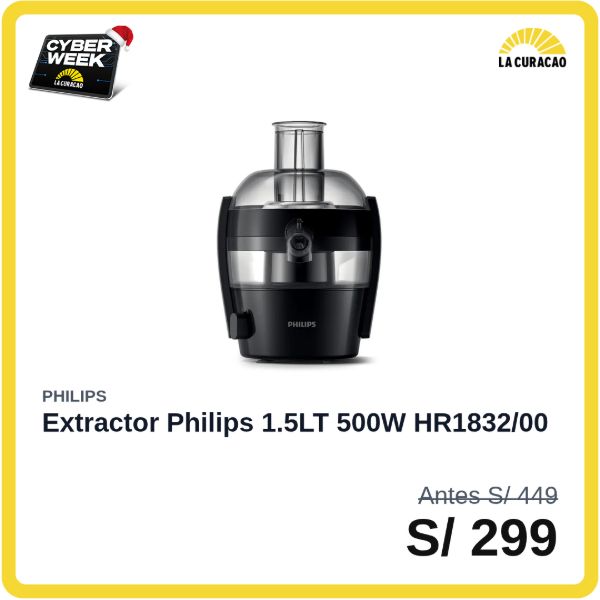 CYBER
WEEK
LA CURACAO
LA CURACAO
PHILIPS
PHILIPS
Extractor Philips 1.5LT 500W HR1832/00
Antes S/ 449
S/ 299